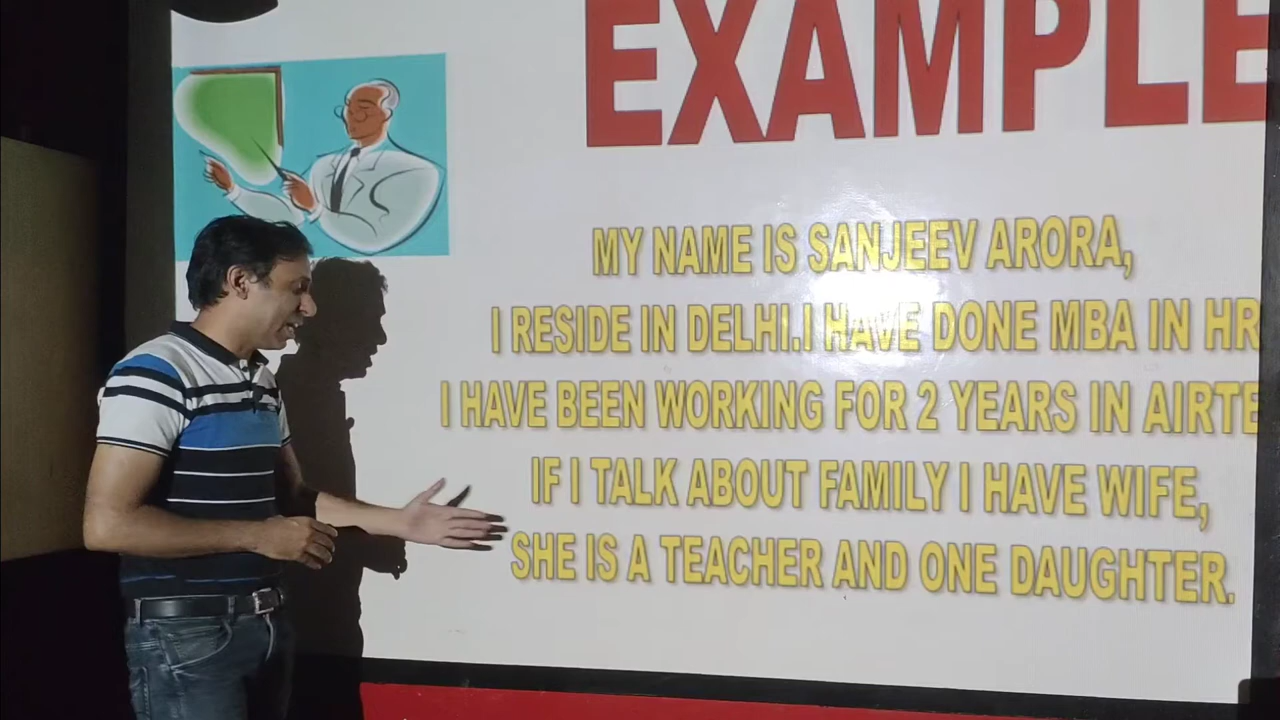 EXAMPLE
MY NAME IS SANJEEV ARORA,
I RESIDE IN DELHI.I HAVE DONE MBA IN HR
I HAVE BEEN WORKING FOR 2 YEARS IN AIRTE
IF I TALK ABOUT FAMILY I HAVE WIFE,
SHE IS A TEACHER AND ONE DAUGHTER.